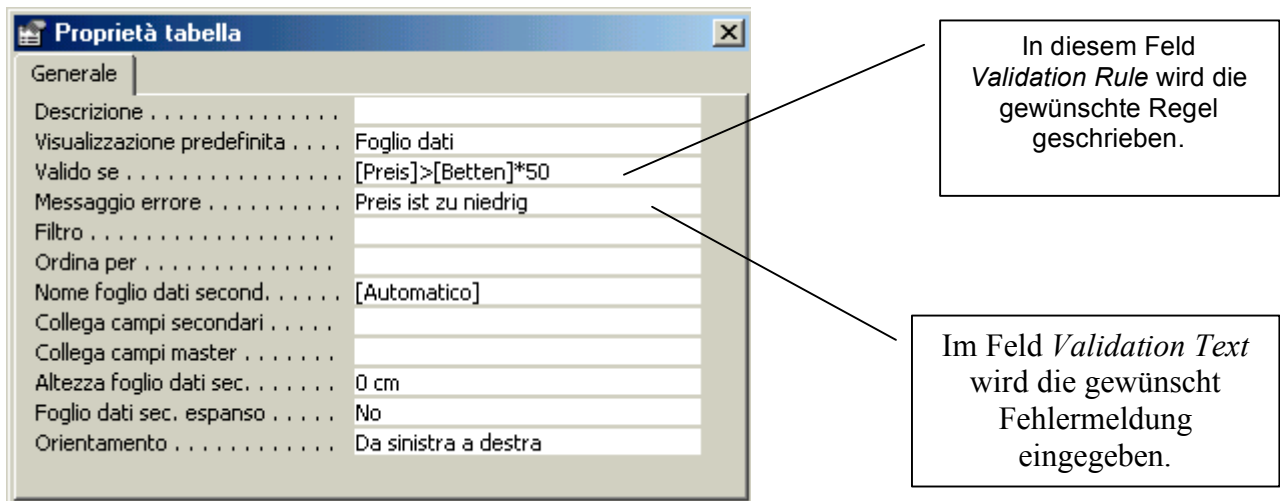 Proprietà tabella
Generale
Descrizione . . . . . . . . . . . . . .
Visualizzazione predefinita . . . . Foglio dati
Valido se . . . . . . . . . . . . . . . . [Preis]>[Betten]*50
Messaggio errore . . . . . . . . . . Preis ist zu niedrig
Filtro . . . . . . . . . . . . . . . . . . .
Ordina per . . . . . . . . . . . . . .
Nome foglio dati second. . . . . . [Automatico]
Collega campi secondari . . . . .
Collega campi master . . . . . . .
Altezza foglio dati sec. . . . . . . 0 cm
Foglio dati sec. espanso . . . . . No
Orientamento . . . . . . . . . . . . Da sinistra a destra
In diesem Feld
Validation Rule wird die
gewünschte Regel
geschrieben.
Im Feld Validation Text
wird die gewünscht
Fehlermeldung
eingegeben.